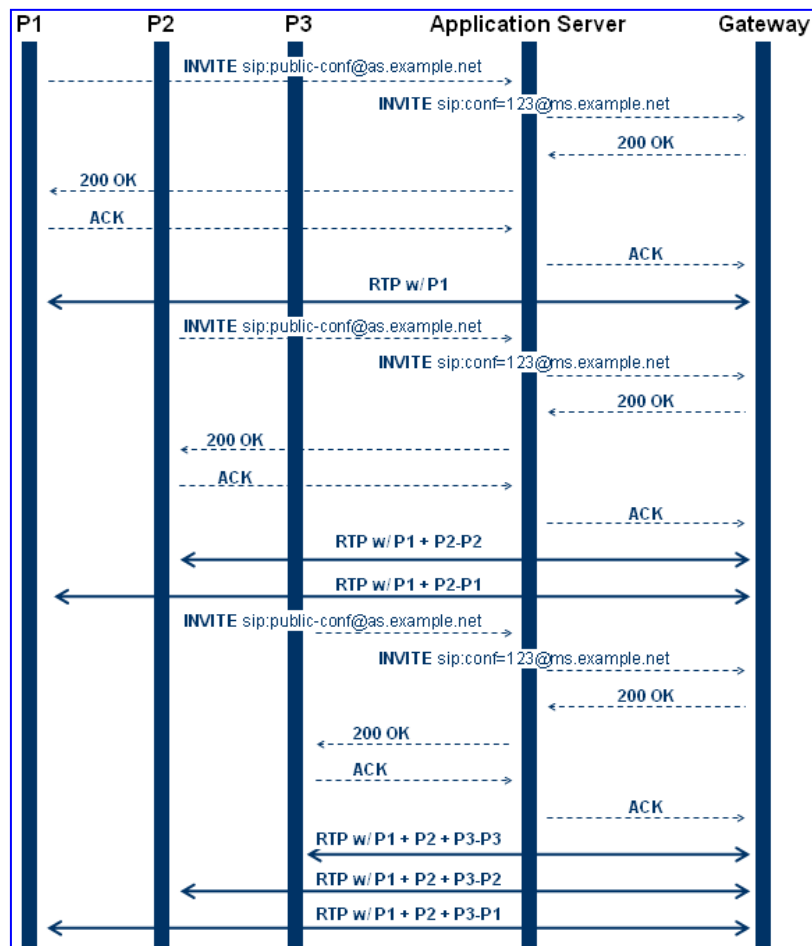 P1 P2 P3 Application Server Gateway
INVITE sip:public-conf@as.example.net
INVITE sip:conf=123@ms.example.net
200 OK
200 OK
ACK
ACK
RTP w/ P1
INVITE sip:public-conf@as.example.net
INVITE sip:conf=123@ms.example.net
200 OK
200 OK
ACK
ACK
RTP w/ P1 + P2-P2
RTP w/ P1 + P2-P1
INVITE sip:public-conf@as.example.net
INVITE sip:conf=123@ms.example.net
200 OK
200 OK
ACK
ACK
RTP w/ P1 + P2 + P3-P3
RTP w/ P1 + P2 + P3-P2
RTP w/ P1 + P2 + P3-P1